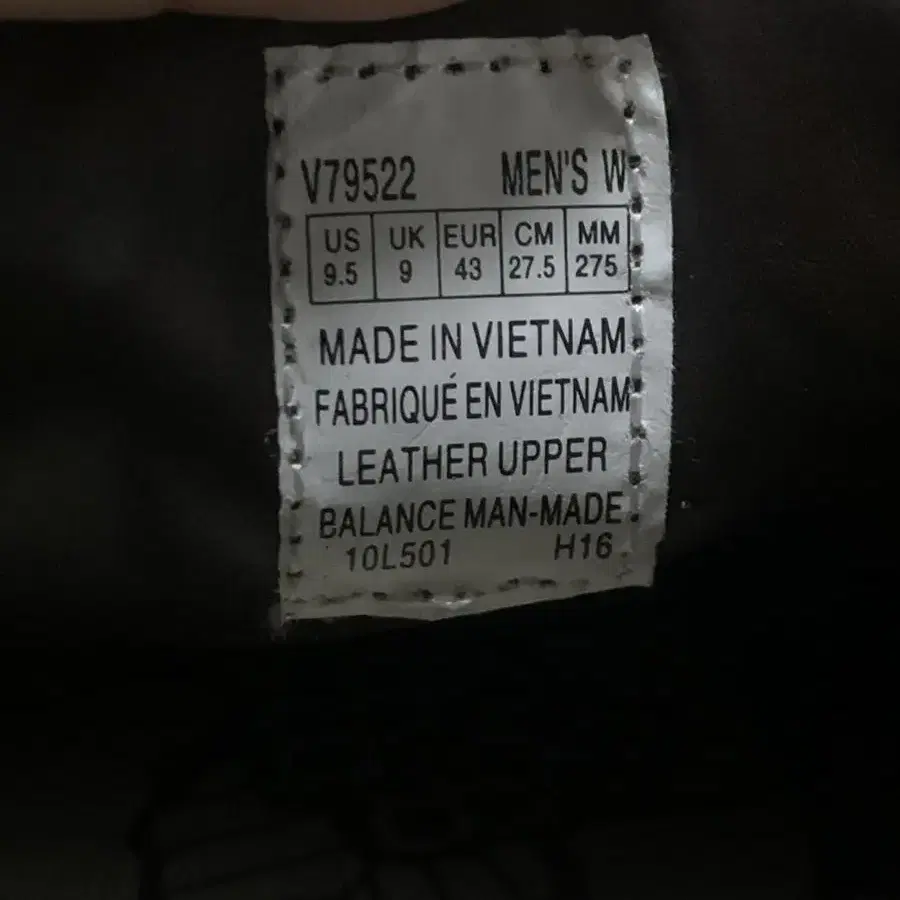 V79522 MEN'S W
US UK EUR CM MM
9.5 9 43 27.5 275
MADE IN VIETNAM
FABRIQUÉ EN VIETNAM
LEATHER UPPER
BALANCE MAN-MADE
10L501 H16